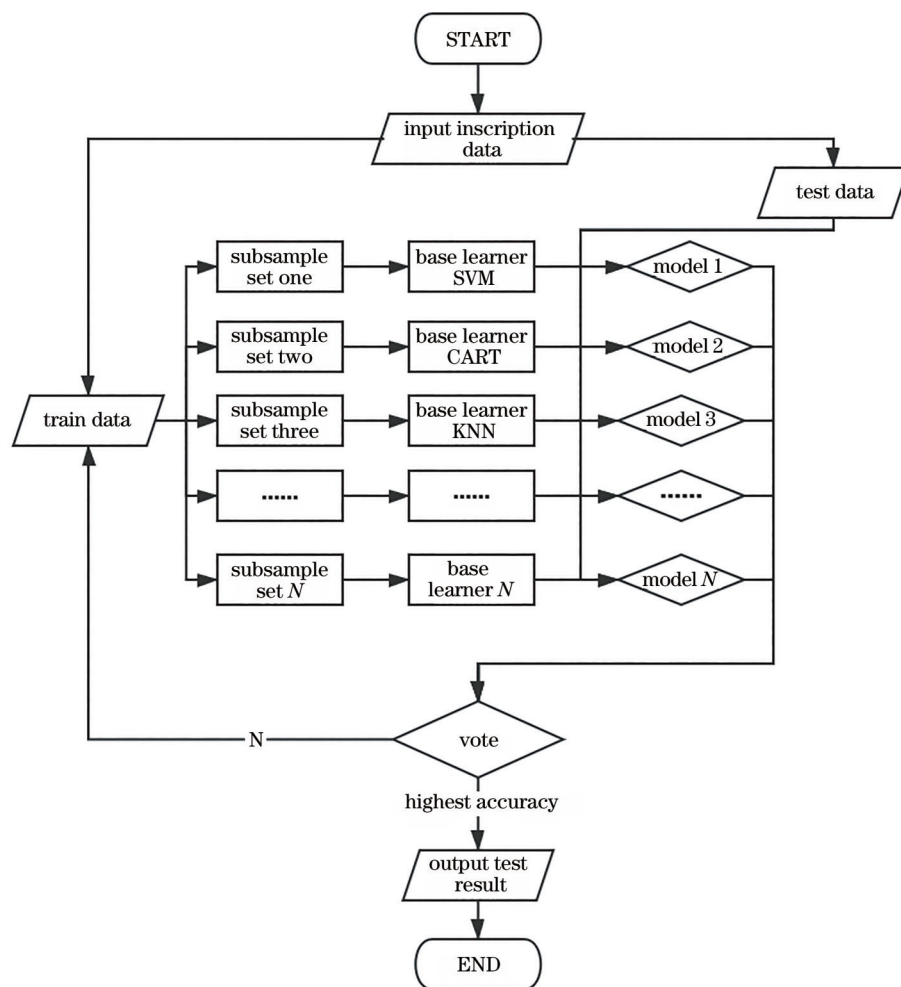 START
input inscription
data
test data
subsample
set one
base learner
SVM
model 1
subsample
set two
base learner
CART
model 2
train data
subsample
set three
base learner
KNN
model 3
......
......
......
subsample
set N
base
learner N
model N
N
vote
highest accuracy
output test
result
END